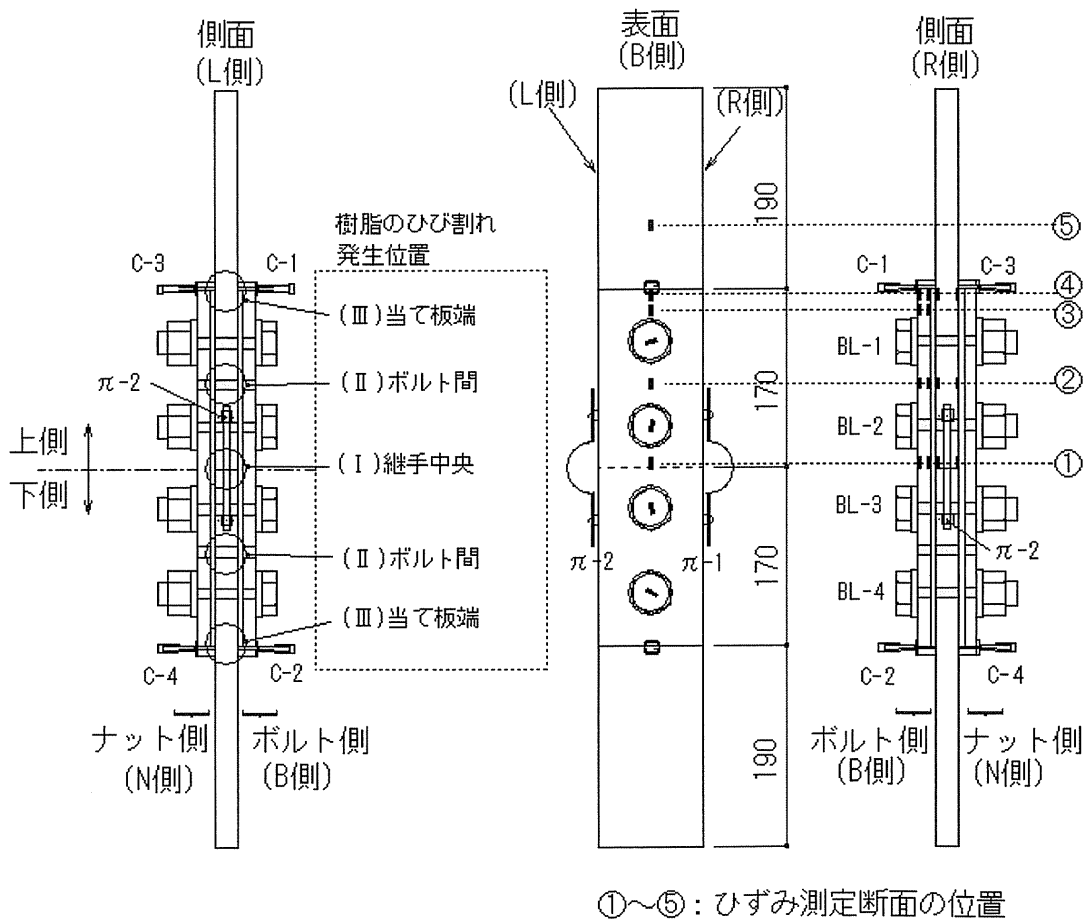 側面
(L側)
C-3
C-1
π-2
上側
下側
C-4
C-2
ナット側
(N側)
ボルト側
(B側)
樹脂のひび割れ
発生位置
(Ⅲ)当て板端
(Ⅱ)ボルト間
(Ⅰ)継手中央
(Ⅱ)ボルト間
(Ⅲ)当て板端
表面
(B側)
(L側)
(R側)
190
170
170
190
π-2
π-1
側面
(R側)
C-1
C-3
BL-1
BL-2
BL-3
BL-4
π-2
C-2
C-4
ボルト側
(B側)
ナット側
(N側)
⑤
④
③
②
①
①～⑤：ひずみ測定断面の位置